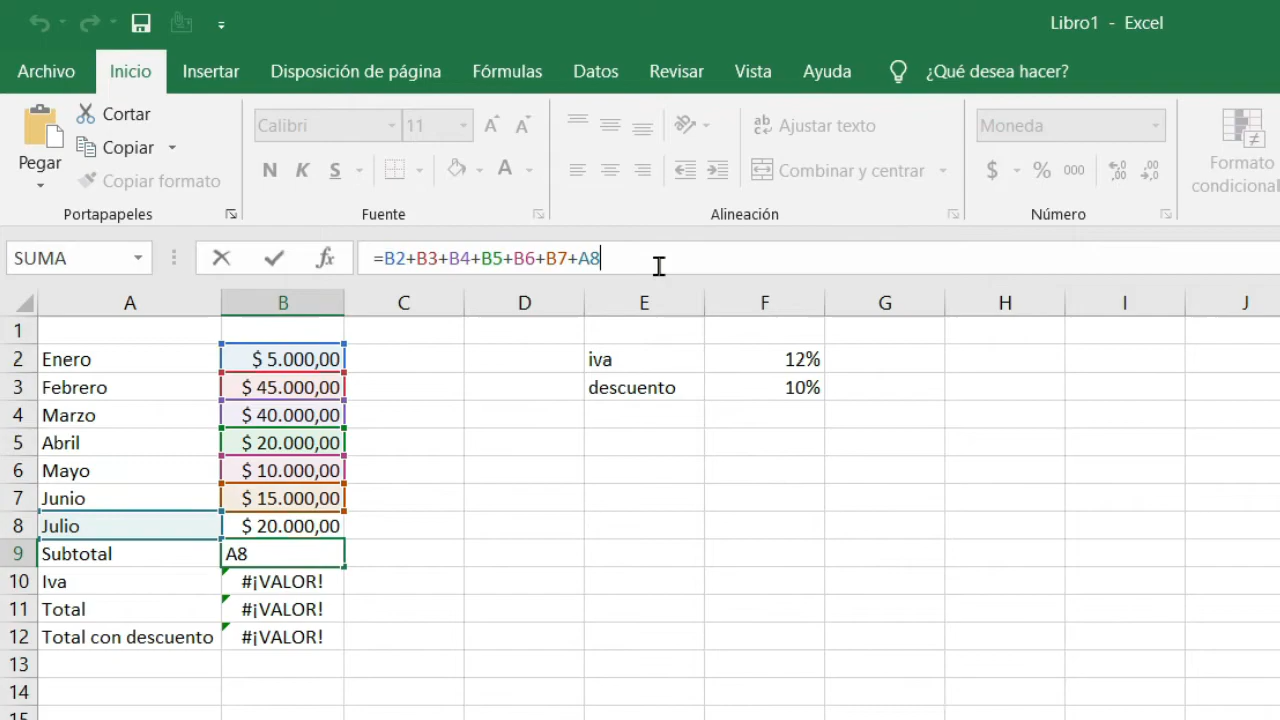 Libro1 - Excel
Archivo Inicio Insertar Disposición de página Fórmulas Datos Revisar Vista Ayuda ¿Qué desea hacer?
Pegar Cortar Calibri 11 A A ab Ajustar texto Moneda Formato condicional
Copiar
Copiar formato N K S A Combinar y centrar $ % 000 ,00 ,00
Portapapeles Fuente Alineación Número
SUMA fx =B2+B3+B4+B5+B6+B7+A8
A B C D E F G H I J
1
2 Enero $ 5.000,00 iva 12%
3 Febrero $ 45.000,00 descuento 10%
4 Marzo $ 40.000,00
5 Abril $ 20.000,00
6 Mayo $ 10.000,00
7 Junio $ 15.000,00
8 Julio $ 20.000,00
9 Subtotal A8
10 Iva #¡VALOR!
11 Total #¡VALOR!
12 Total con descuento #¡VALOR!
13
14
15